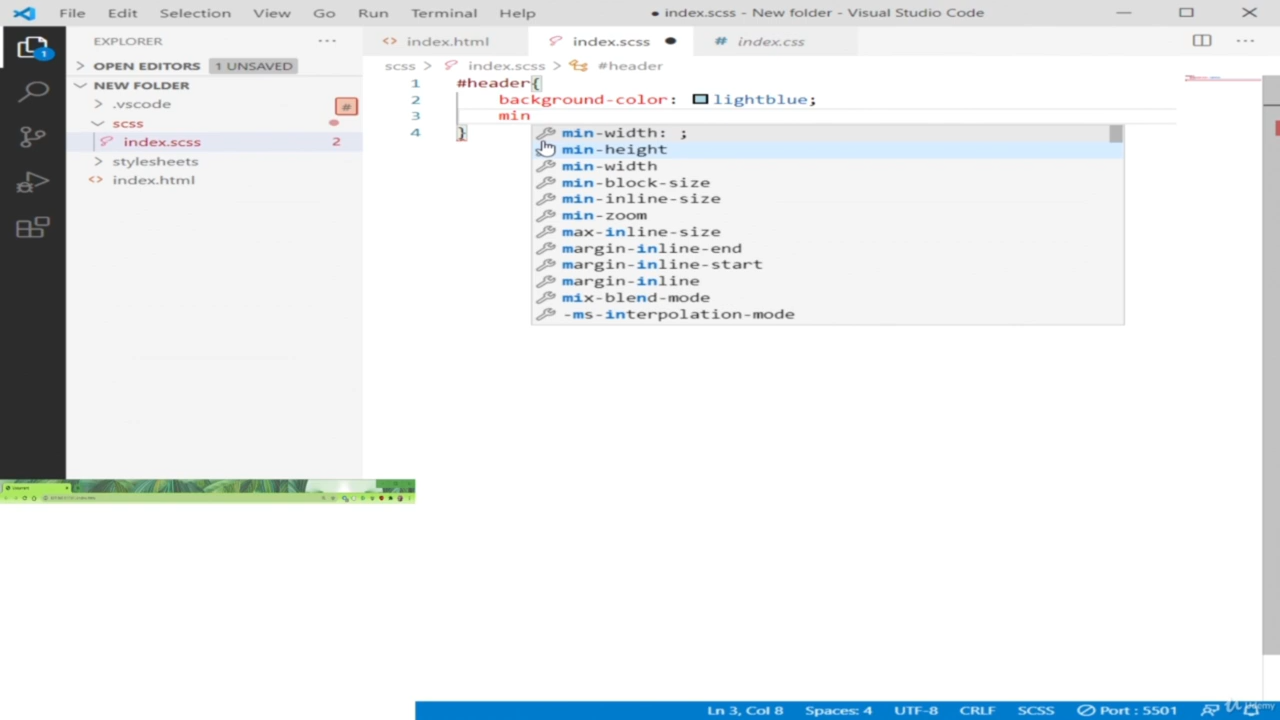 File Edit Selection View Go Run Terminal Help
● index.scss - New folder - Visual Studio Code
EXPLORER
index.html
index.scss
# index.css
OPEN EDITORS 1 UNSAVED
scss > index.scss > #header
NEW FOLDER
.vscode
#
scss
index.scss 2
stylesheets
index.html
1
1 #header{
2 background-color: lightblue;
3 min
4 }
min-width: ;
min-height
min-width
min-block-size
min-inline-size
min-zoom
max-inline-size
margin-inline-end
margin-inline-start
margin-inline
mix-blend-mode
-ms-interpolation-mode
Ln 3, Col 8 Spaces: 4 UTF-8 CRLF SCSS Port : 5501
Udemy